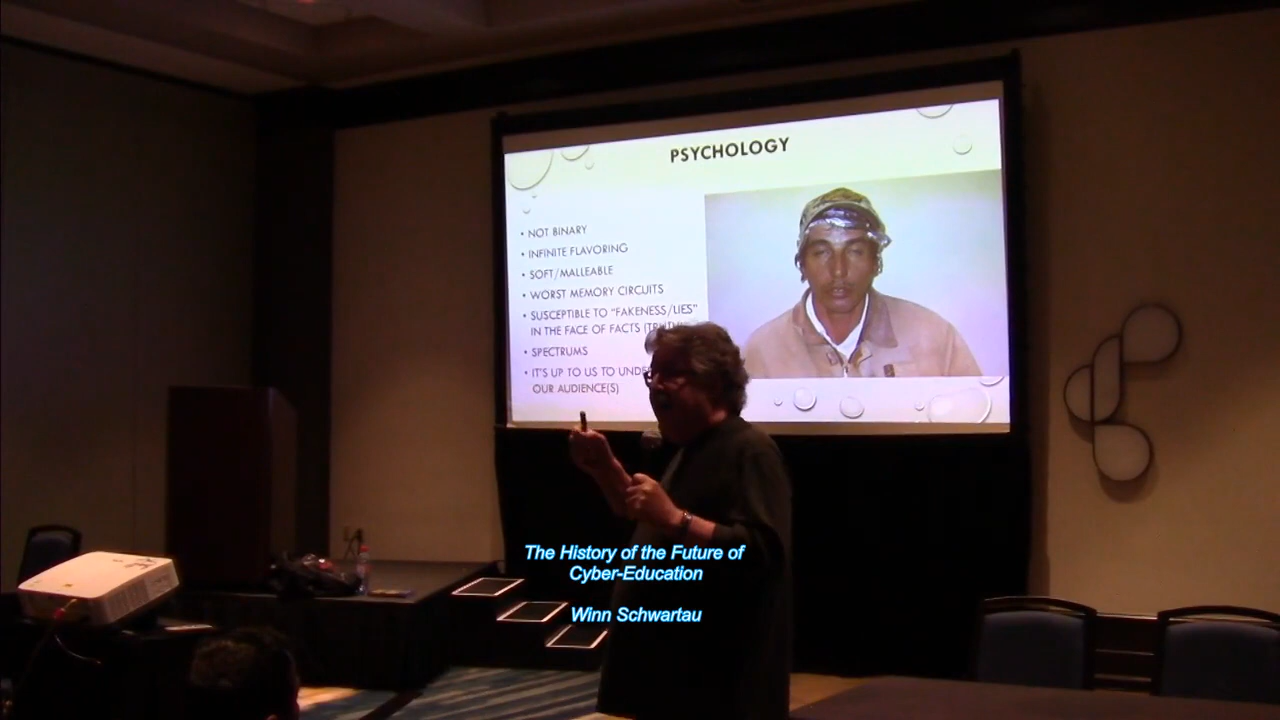 PSYCHOLOGY
• NOT BINARY
• INFINITE FLAVORING
• SOFT/MALLEABLE
• WORST MEMORY CIRCUITS
• SUSCEPTIBLE TO "FAKENESS/LIES"
IN THE FACE OF FACTS
• SPECTRUMS
• IT'S UP TO US TO
OUR AUDIENCE(S)
The History of the Future of
Cyber-Education
Winn Schwartau